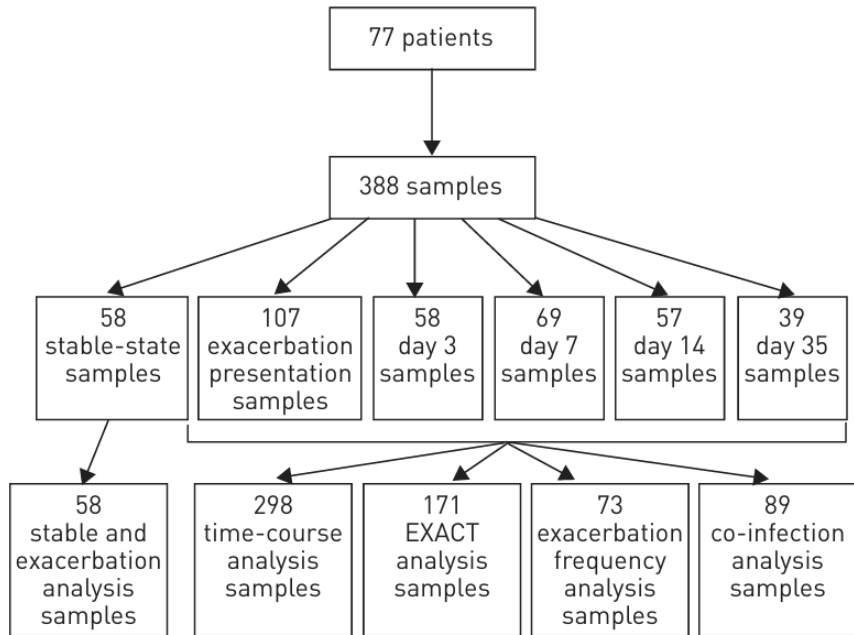 77 patients
388 samples
58
stable-state
samples
107
exacerbation
presentation
samples
58
day 3
samples
69
day 7
samples
57
day 14
samples
39
day 35
samples
58
stable and
exacerbation
analysis
samples
298
time-course
analysis
samples
171
EXACT
analysis
samples
73
exacerbation
frequency
analysis
samples
89
co-infection
analysis
samples